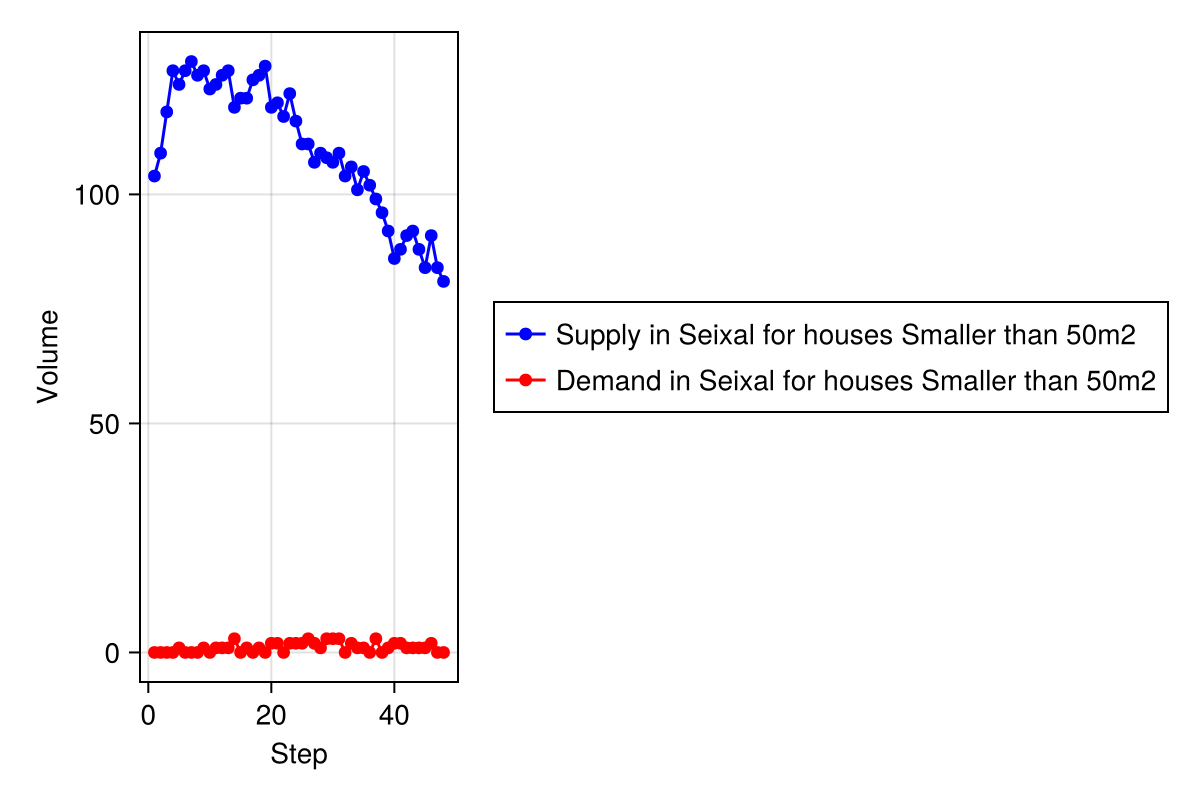 Volume
100
50
0
0 20 40
Step
Supply in Seixal for houses Smaller than 50m2
Demand in Seixal for houses Smaller than 50m2